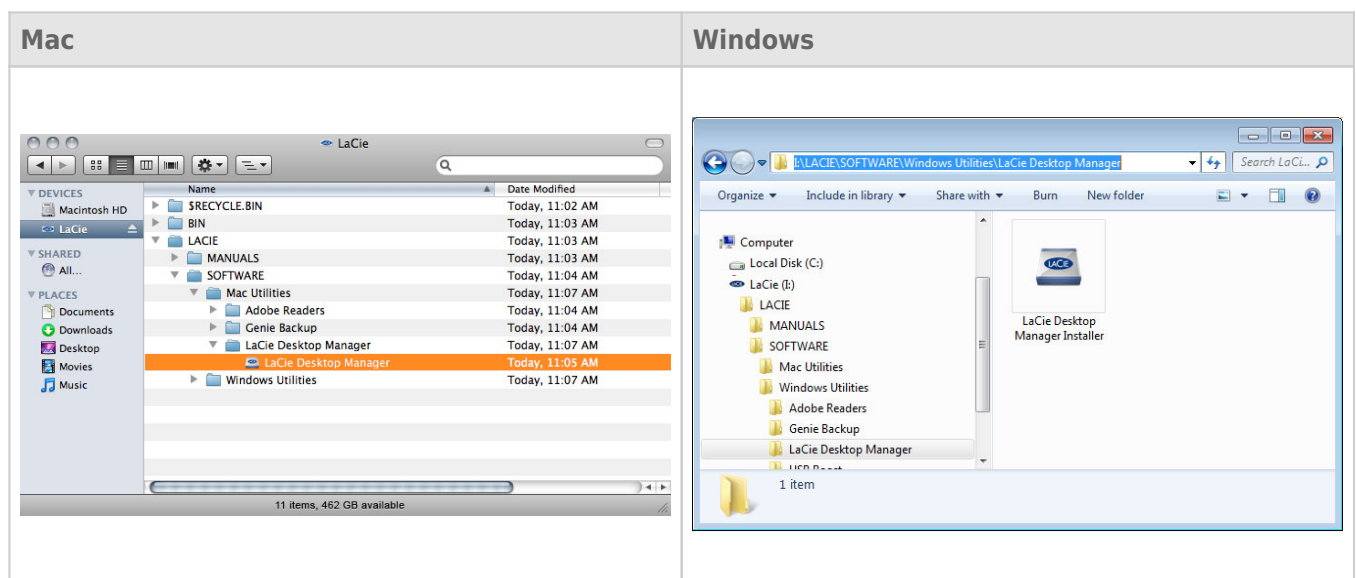 Mac
Windows
LaCie
DEVICES
Macintosh HD
LaCie
SHARED
All...
PLACES
Documents
Downloads
Desktop
Movies
Music
Name Date Modified
$RECYCLE.BIN Today, 11:02 AM
BIN Today, 11:03 AM
LACIE Today, 11:03 AM
MANUALS Today, 11:03 AM
SOFTWARE Today, 11:04 AM
Mac Utilities Today, 11:07 AM
Adobe Readers Today, 11:04 AM
Genie Backup Today, 11:04 AM
LaCie Desktop Manager Today, 11:07 AM
LaCie Desktop Manager Today, 11:05 AM
Windows Utilities Today, 11:07 AM
11 items, 462 GB available
I:\LACIE\SOFTWARE\Windows Utilities\LaCie Desktop Manager
Search LaCi...
Organize Include in library Share with Burn New folder
Computer
Local Disk (C:)
LaCie (I:)
LACIE
MANUALS
SOFTWARE
Mac Utilities
Windows Utilities
Adobe Readers
Genie Backup
LaCie Desktop Manager
LACIE
LaCie Desktop
Manager Installer
1 item